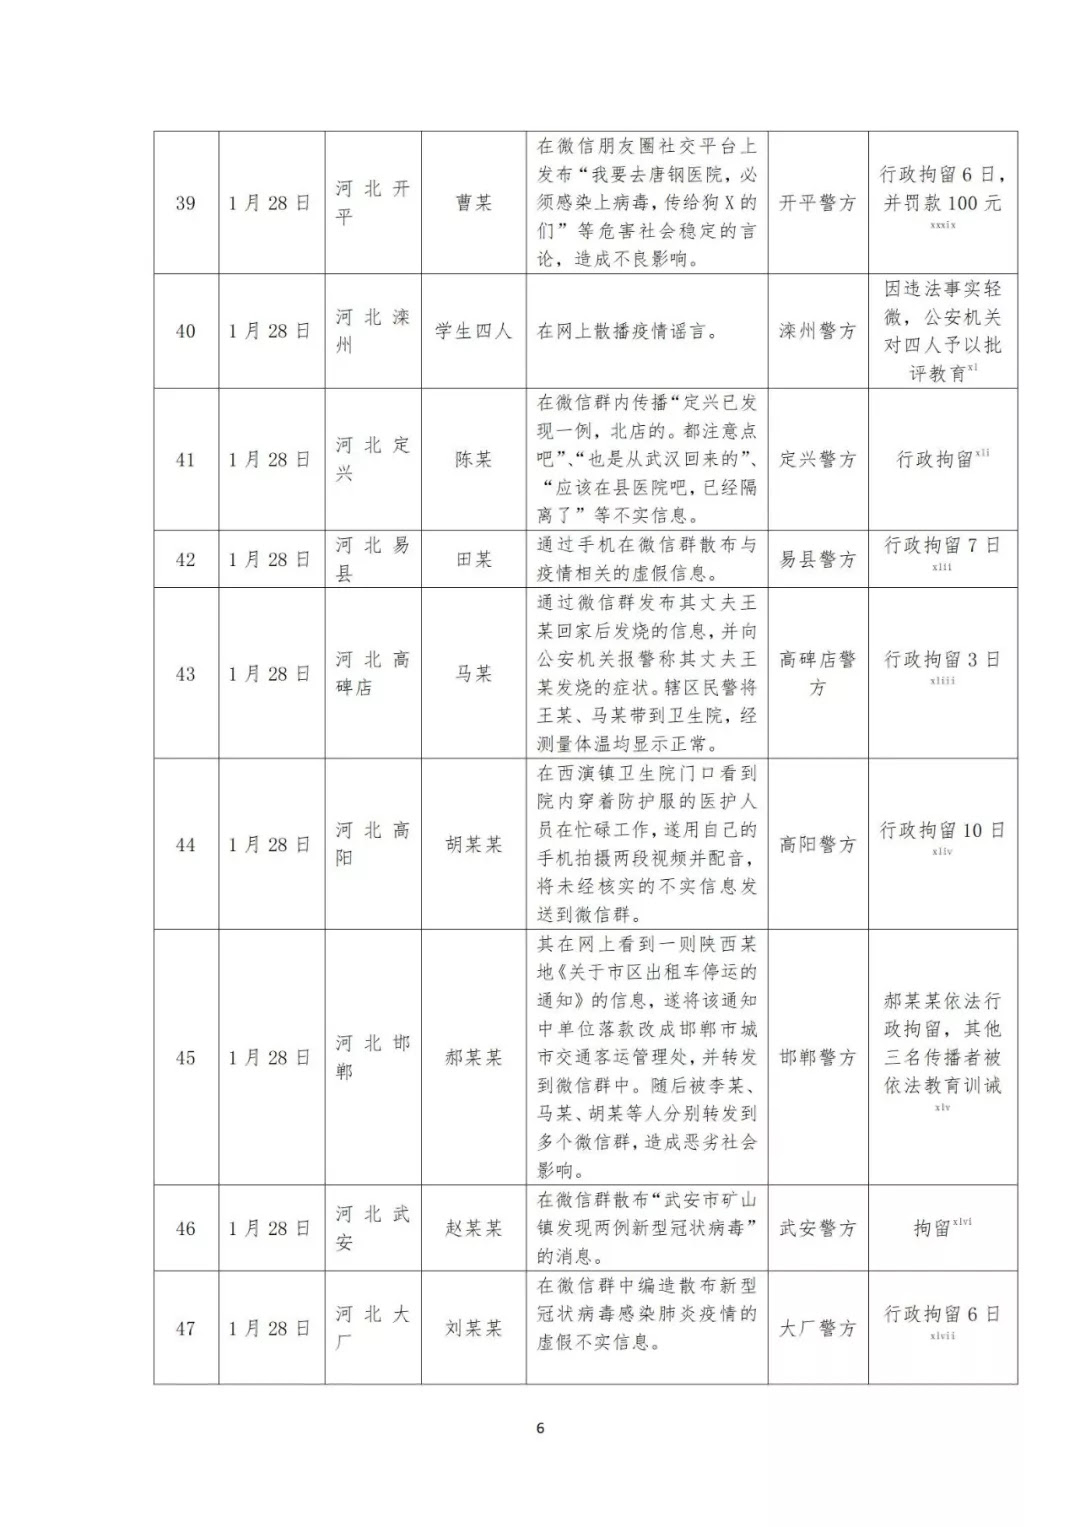 39
1 月 28 日
河北开
平
曹某
在微信朋友圈社交平台上
发布“我要去唐钢医院,必
须感染上病毒,传给狗 X 的
们”等危害社会稳定的言
论，造成不良影响。
开平警方
行政拘留 6 日，
并罚款 100 元
xxxix
40
1 月 28 日
河北滦
州
学生四人
在网上散播疫情谣言。
滦州警方
因违法事实轻
微，公安机关
对四人予以批
评教育xl
41
1 月 28 日
河北定
兴
陈某
在微信群内传播“定兴已发
现一例，北店的。都注意点
吧”、“也是从武汉回来的”、
“应该在县医院吧,已经隔
离了”等不实信息。
定兴警方
行政拘留xli
42
1 月 28 日
河北易
县
田某
通过手机在微信群散布与
疫情相关的虚假信息。
易县警方
行政拘留 7 日
xlii
43
1 月 28 日
河北高
碑店
马某
通过微信群发布其丈夫王
某回家后发烧的信息,并向
公安机关报警称其丈夫王
某发烧的症状。辖区民警将
王某、马某带到卫生院，经
测量体温均显示正常。
高碑店警
方
行政拘留 3 日
xliii
44
1 月 28 日
河北高
阳
胡某某
在西演镇卫生院门口看到
院内穿着防护服的医护人
员在忙碌工作，遂用自己的
手机拍摄两段视频并配音，
将未经核实的不实信息发
送到微信群。
高阳警方
行政拘留 10 日
xliv
45
1 月 28 日
河北邯
郸
郝某某
其在网上看到一则陕西某
地《关于市区出租车停运的
通知》的信息，遂将该通知
中单位落款改成邯郸市城
市交通客运管理处,并转发
到微信群中。随后被李某、
马某、胡某等人分别转发到
多个微信群,造成恶劣社会
影响。
邯郸警方
郝某某依法行
政拘留，其他
三名传播者被
依法教育训诫
xlv
46
1 月 28 日
河北武
安
赵某某
在微信群散布“武安市矿山
镇发现两例新型冠状病毒”
的消息。
武安警方
拘留xlvi
47
1 月 28 日
河北大
厂
刘某某
在微信群中编造散布新型
冠状病毒感染肺炎疫情的
虚假不实信息。
大厂警方
行政拘留 6 日
xlvii
6